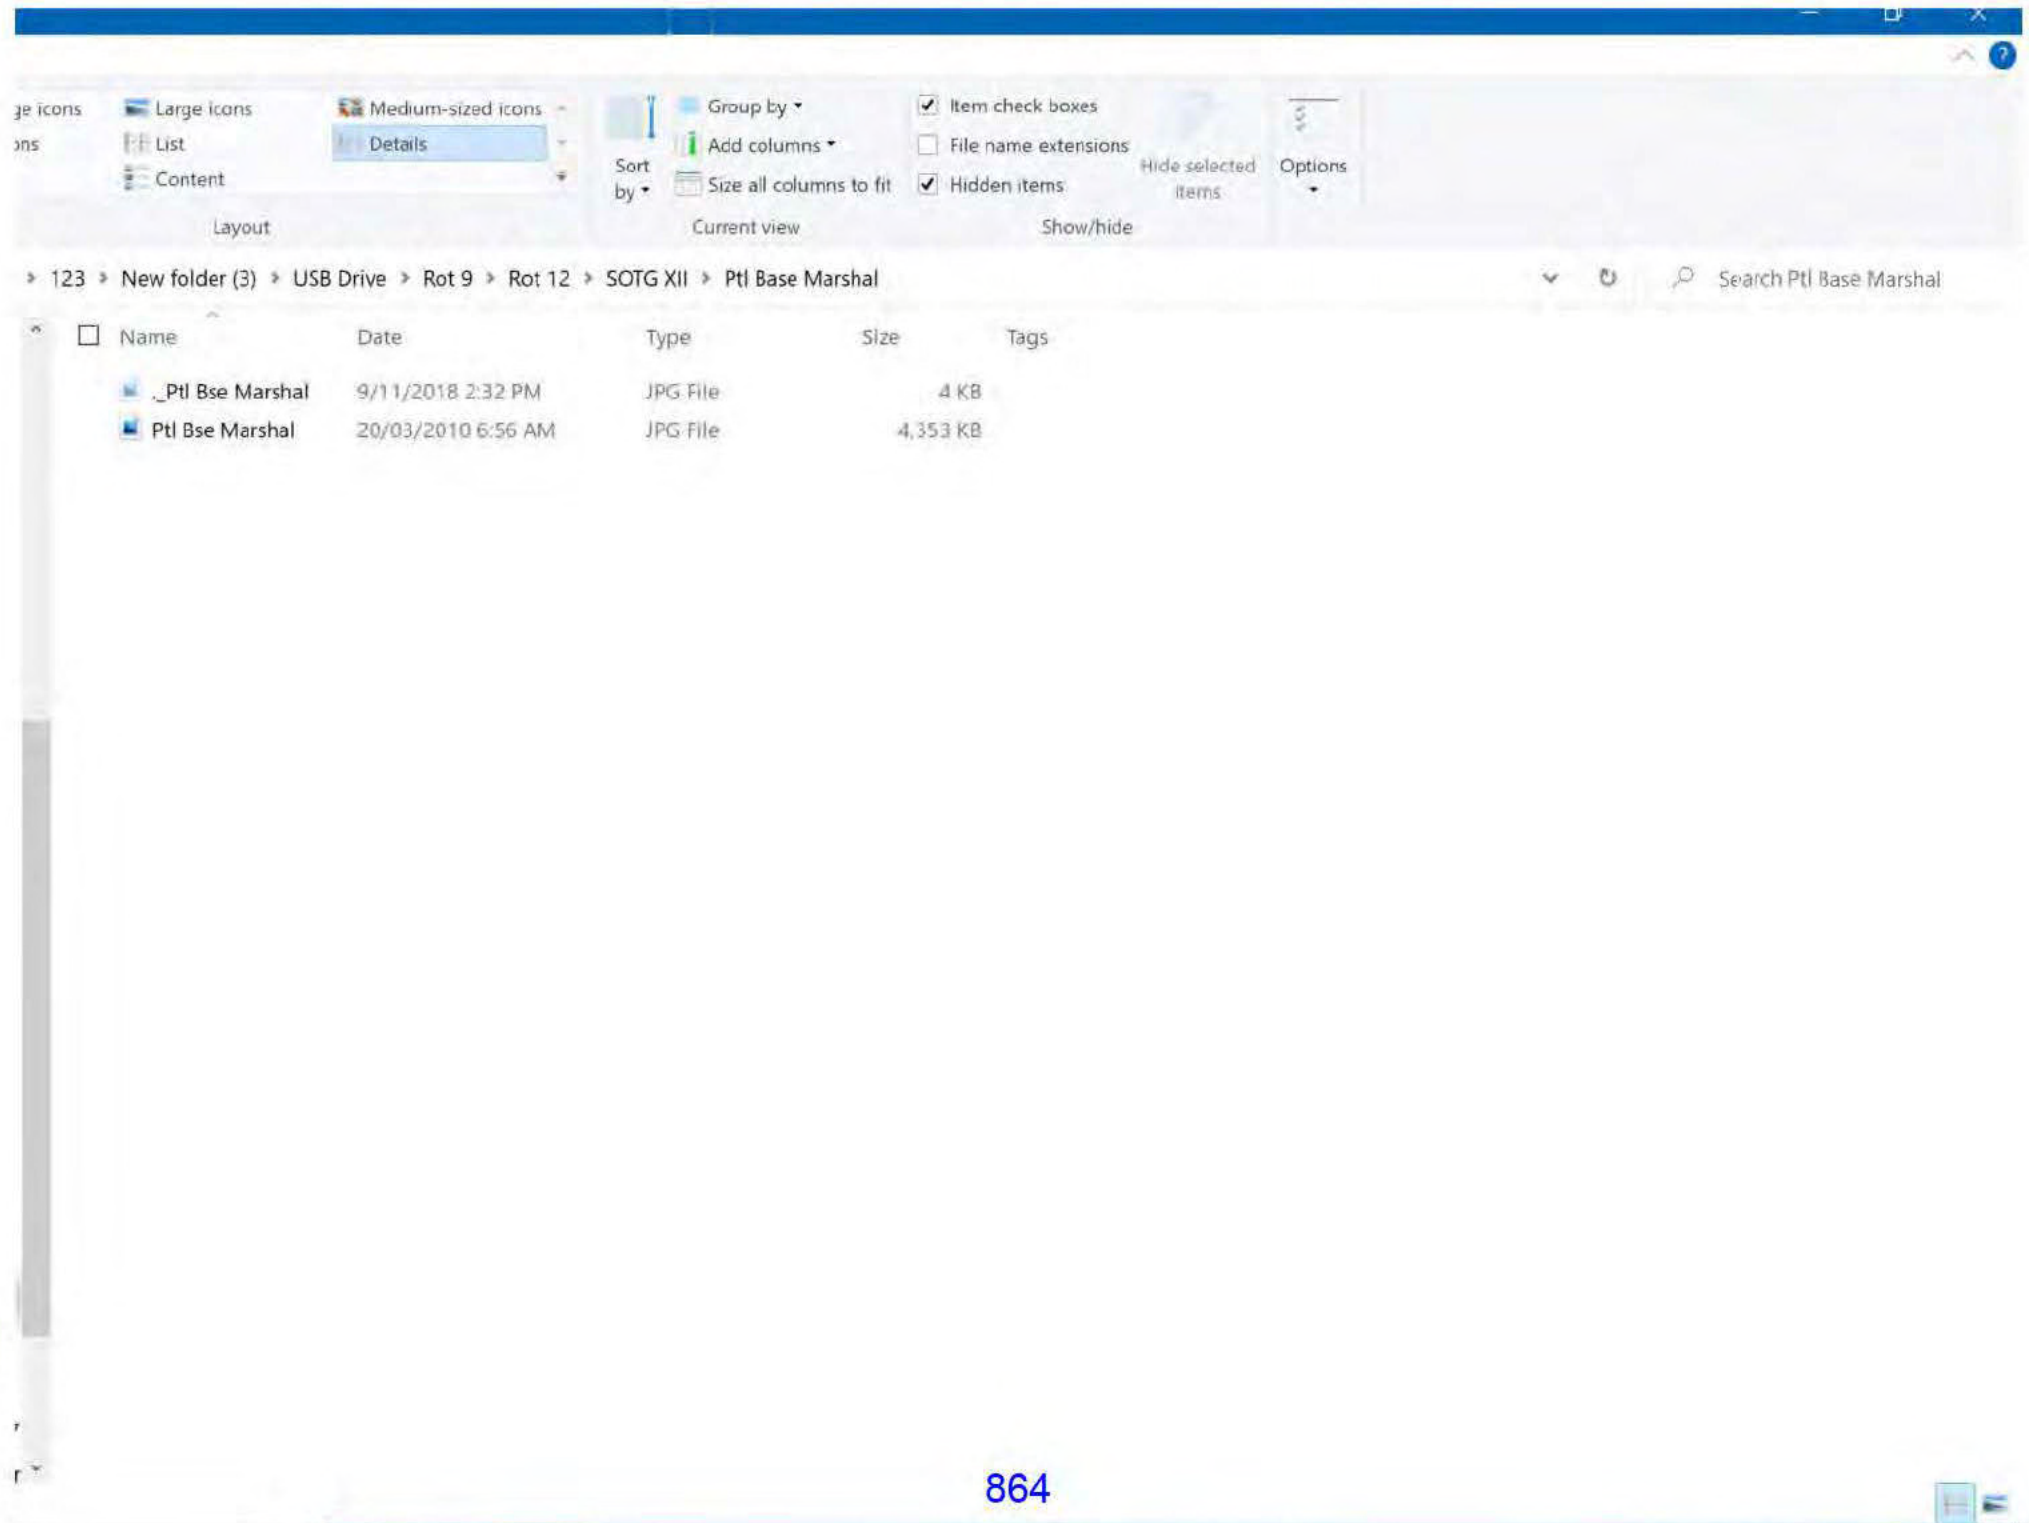 ge icons Large icons Medium-sized icons Group by Item check boxes
ons List Details Add columns File name extensions
Sort by Hide selected items Options
Content Size all columns to fit Hidden items
Layout Current view Show/hide
> 123 > New folder (3) > USB Drive > Rot 9 > Rot 12 > SOTG XII > Ptl Base Marshal Search Ptl Base Marshal
Name Date Type Size Tags
._Ptl Bse Marshal 9/11/2018 2:32 PM JPG File 4 KB
Ptl Bse Marshal 20/03/2010 6:56 AM JPG File 4,353 KB
r
864